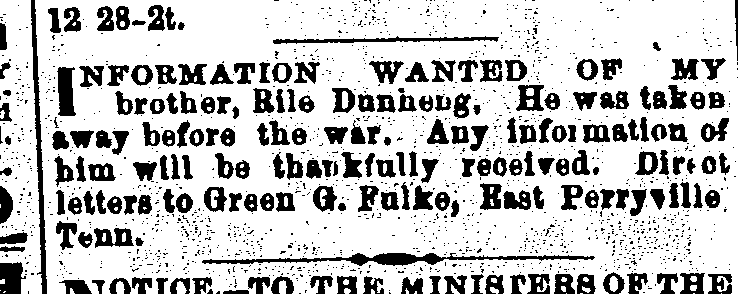 12 28-2t.
INFORMATION WANTED OF MY
brother, Rile Dunheng. He was taken
away before the war. Any information of
him will be thankfully received. Direct
letters to Green G. Fulke, East Perryville
Tenn.
NOTICE.—TO THE MINISTERS OF THE